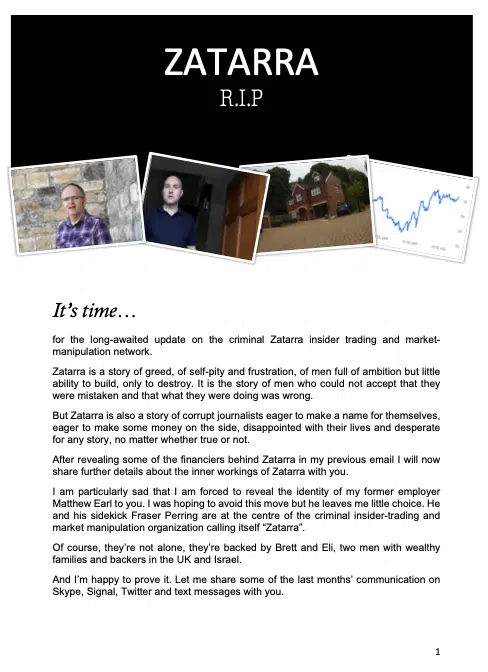 ZATARRA
R.I.P
It's time…
for the long-awaited update on the criminal Zatarra insider trading and market-
manipulation network.
Zatarra is a story of greed, of self-pity and frustration, of men full of ambition but little
ability to build, only to destroy. It is the story of men who could not accept that they
were mistaken and that what they were doing was wrong.
But Zatarra is also a story of corrupt journalists eager to make a name for themselves,
eager to make some money on the side, disappointed with their lives and desperate
for any story, no matter whether true or not.
After revealing some of the financiers behind Zatarra in my previous email I will now
share further details about the inner workings of Zatarra with you.
I am particularly sad that I am forced to reveal the identity of my former employer
Matthew Earl to you. I was hoping to avoid this move but he leaves me little choice. He
and his sidekick Fraser Perring are at the centre of the criminal insider-trading and
market manipulation organization calling itself “Zatarra”.
Of course, they're not alone, they're backed by Brett and Eli, two men with wealthy
families and backers in the UK and Israel.
And I'm happy to prove it. Let me share some of the last months' communication on
Skype, Signal, Twitter and text messages with you.
1